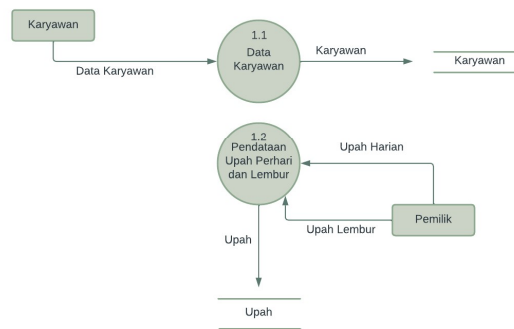 Karyawan
1.1
Data
Karyawan
Karyawan
Karyawan
Data Karyawan
1.2
Pendataan
Upah Perhari
dan Lembur
Upah Harian
Pemilik
Upah Lembur
Upah
Upah